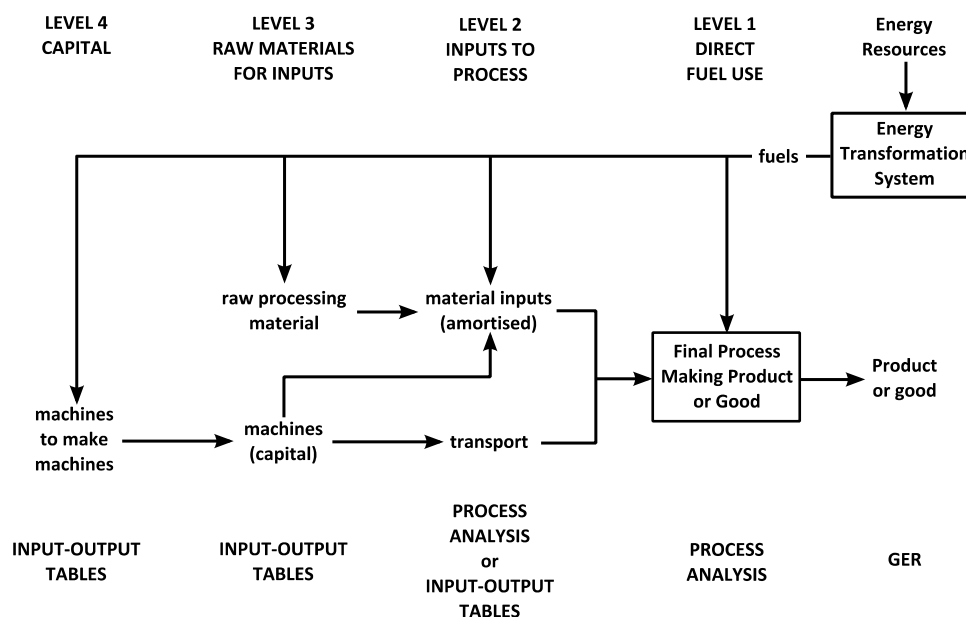 LEVEL 4
CAPITAL
LEVEL 3
RAW MATERIALS
FOR INPUTS
LEVEL 2
INPUTS TO
PROCESS
LEVEL 1
DIRECT
FUEL USE
Energy
Resources
Energy
Transformation
System
fuels
raw processing
material
material inputs
(amortised)
Final Process
Making Product
or Good
Product
or good
machines
to make
machines
machines
(capital)
transport
INPUT-OUTPUT
TABLES
INPUT-OUTPUT
TABLES
PROCESS
ANALYSIS
or
INPUT-OUTPUT
TABLES
PROCESS
ANALYSIS
GER